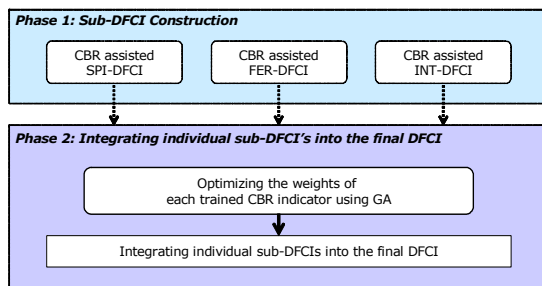 Phase 1: Sub-DFCI Construction
CBR assisted
SPI-DFCI
CBR assisted
FER-DFCI
CBR assisted
INT-DFCI
Phase 2: Integrating individual sub-DFCI's into the final DFCI
Optimizing the weights of
each trained CBR indicator using GA
Integrating individual sub-DFCIs into the final DFCI